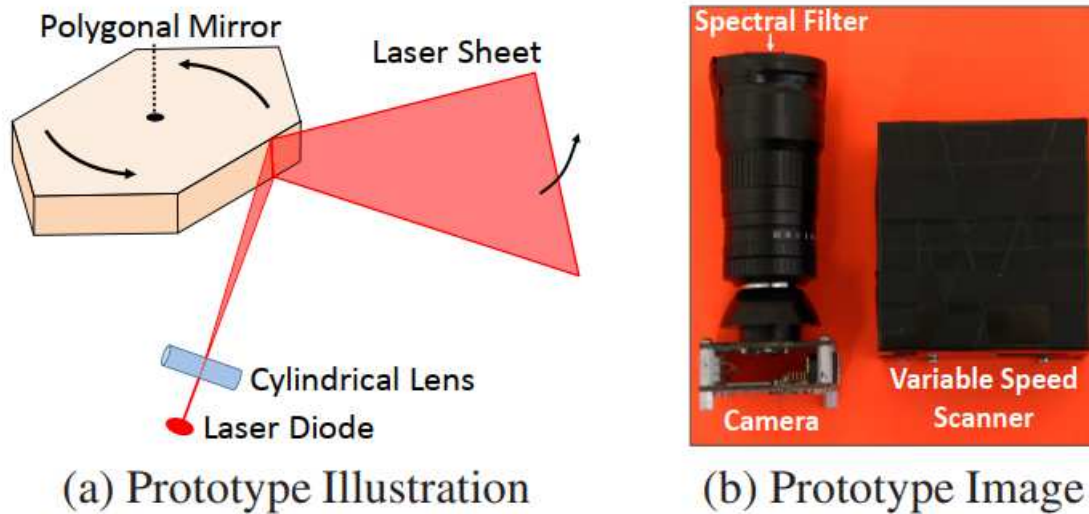 Polygonal Mirror
Laser Sheet
Cylindrical Lens
Laser Diode
(a) Prototype Illustration
Spectral Filter
Camera
Variable Speed
Scanner
(b) Prototype Image